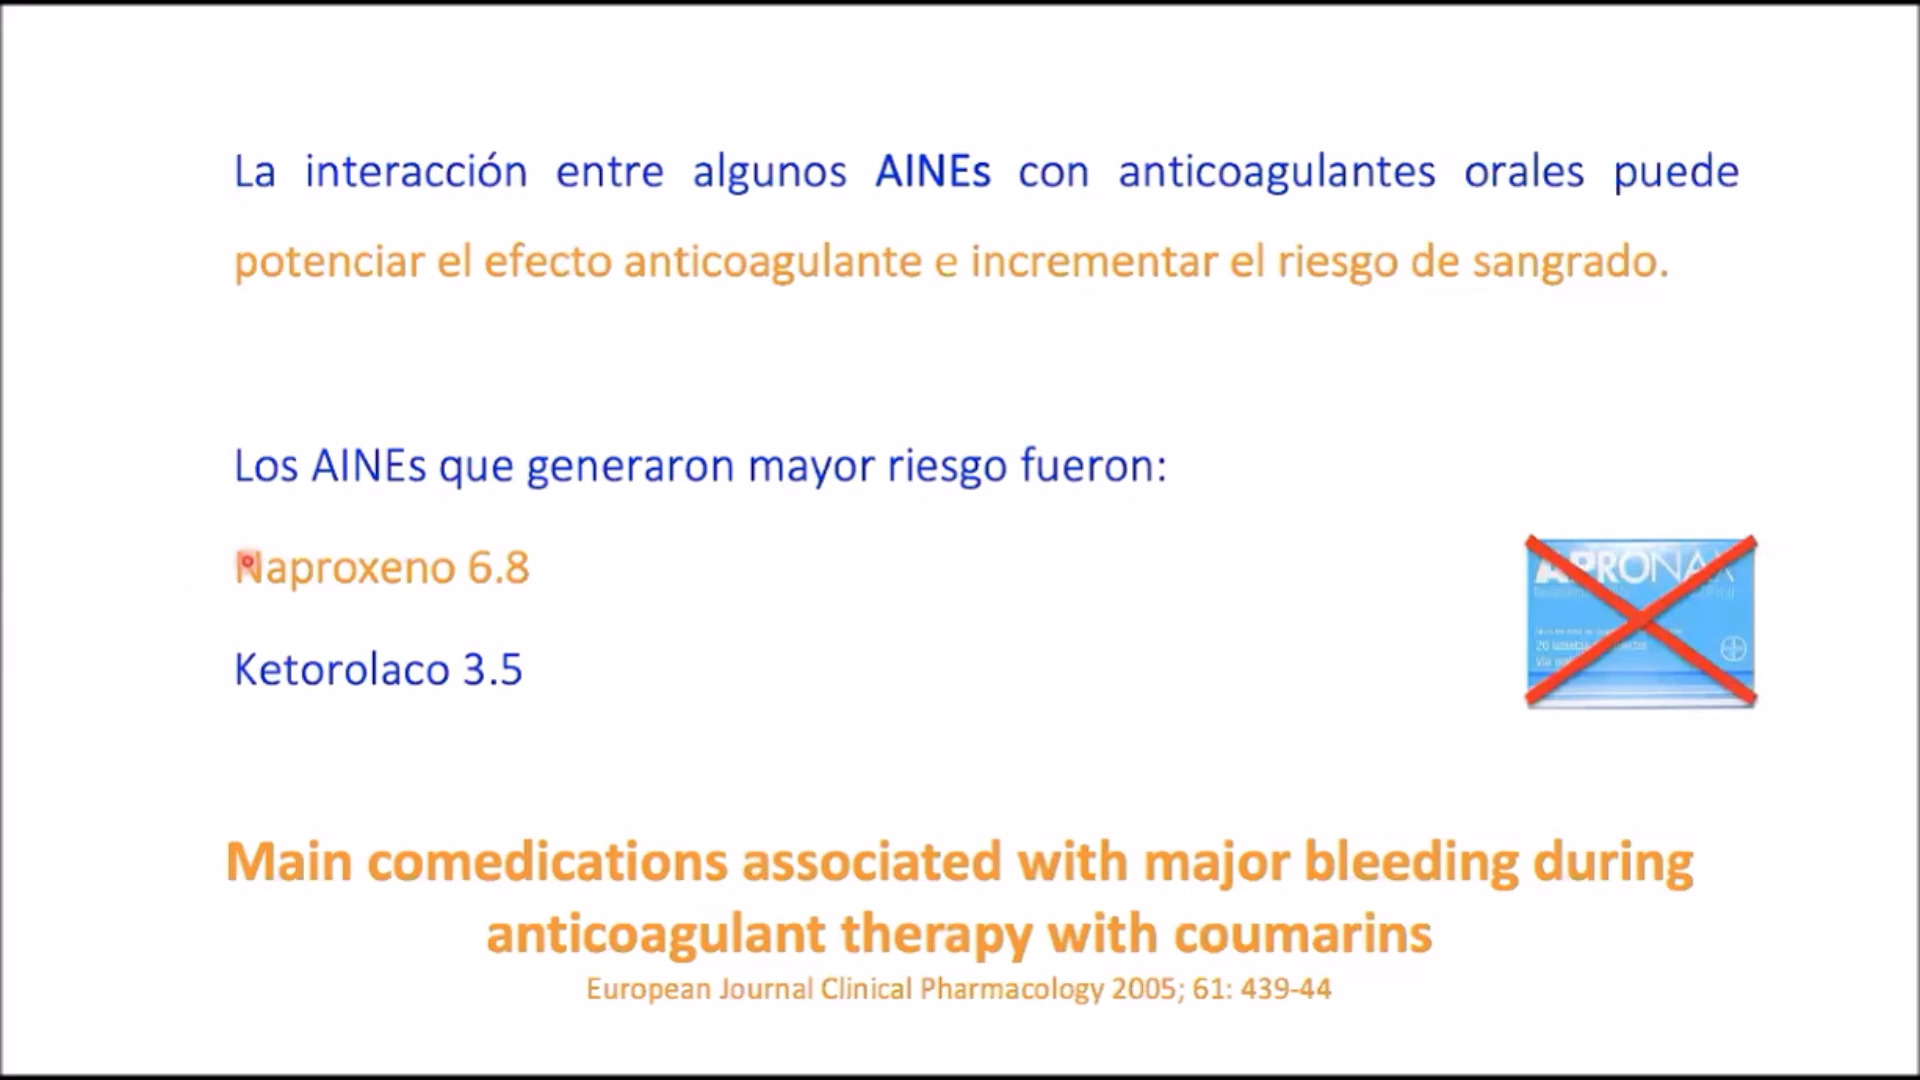 La interacción entre algunos AINEs con anticoagulantes orales puede
potenciar el efecto anticoagulante e incrementar el riesgo de sangrado.
Los AINEs que generaron mayor riesgo fueron:
Naproxeno 6.8
APRONAX
Ketorolaco 3.5
Main comedications associated with major bleeding during
anticoagulant therapy with coumarins
European Journal Clinical Pharmacology 2005; 61: 439-44